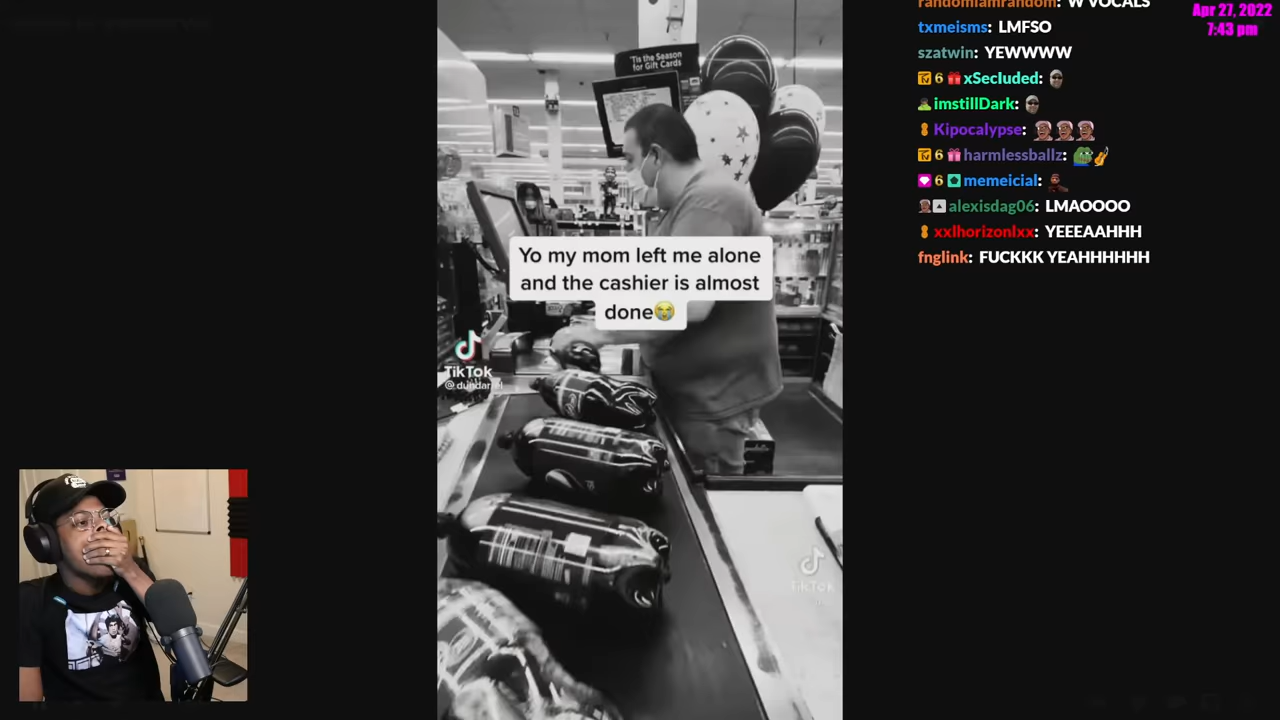 randomiamrandom: W VOCALS
Apr 27, 2022
7:43 pm
txmeisms: LMFSO
szatwin: YEWWWW
6 xSecluded:
imstillDark:
Kipocalypse:
6 harmlessballz:
6 memeicial:
alexisdag06: LMAOOOO
xxlhorizonlxx: YEEEAAHHH
fnglink: FUCKKK YEAHHHHHH
'Tis the Season
for Gift Cards
Yo my mom left me alone
and the cashier is almost
done😭
TikTok
TikTok